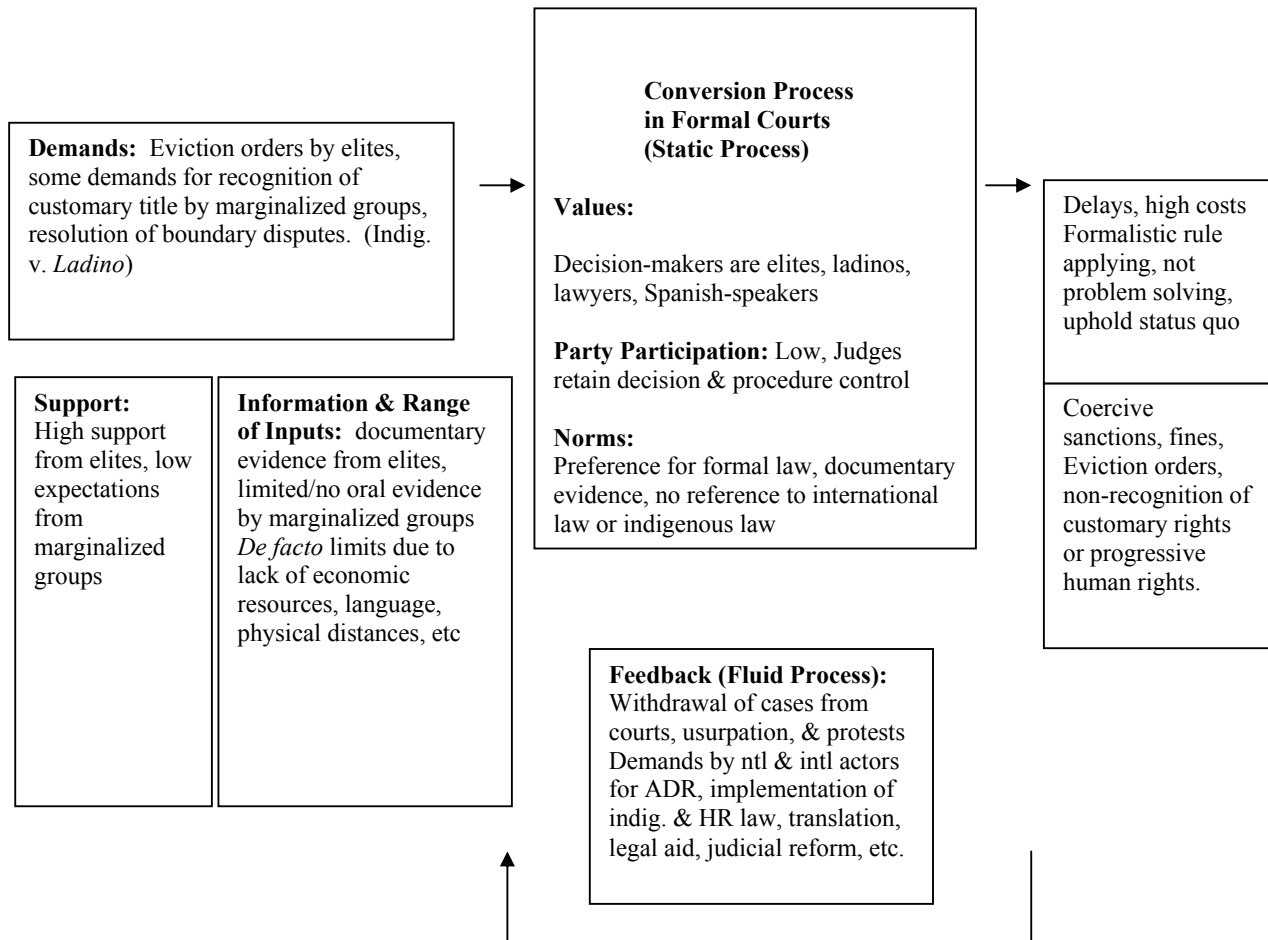 Demands: Eviction orders by elites,
some demands for recognition of
customary title by marginalized groups,
resolution of boundary disputes. (Indig.
v. Ladino)
Support:
High support
from elites, low
expectations
from
marginalized
groups
Information & Range
of Inputs: documentary
evidence from elites,
limited/no oral evidence
by marginalized groups
De facto limits due to
lack of economic
resources, language,
physical distances, etc
Conversion Process
in Formal Courts
(Static Process)
Values:
Decision-makers are elites, ladinos,
lawyers, Spanish-speakers
Party Participation: Low, Judges
retain decision & procedure control
Norms:
Preference for formal law, documentary
evidence, no reference to international
law or indigenous law
Delays, high costs
Formalistic rule
applying, not
problem solving,
uphold status quo
Coercive
sanctions, fines,
Eviction orders,
non-recognition of
customary rights
or progressive
human rights.
Feedback (Fluid Process):
Withdrawal of cases from
courts, usurpation, & protests
Demands by ntl & intl actors
for ADR, implementation of
indig. & HR law, translation,
legal aid, judicial reform, etc.